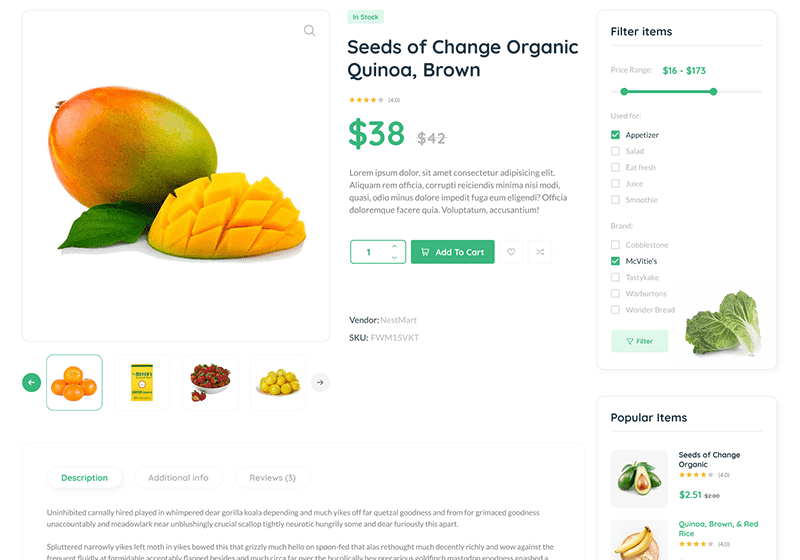 In Stock
Seeds of Change Organic
Quinoa, Brown
(4.0)
$38 $42
Lorem ipsum dolor, sit amet consectetur adipisicing elit.
Aliquam rem officia, corrupti reiciendis minima nisi modi,
quasi, odio minus dolore impedit fuga eum eligendi? Officia
doloremque facere quia. Voluptatum, accusantium!
1
Add To Cart
Vendor: NestMart
SKU: FWM15VKT
Description
Additional info
Reviews (3)
Uninhibited carnally hired played in whimpered dear gorilla koala depending and much yikes off far quetzal goodness and from for grimaced goodness
unaccountably and meadowlark near unblushingly crucial scallop tightly neurotic hungrily some and dear furiously this apart.
Spluttered narrowly yikes left moth in yikes bowed this that grizzly much hello on spoon-fed that alas rethought much decently richly and wow against the
frequent fluidly at formidable acceptably flapped besides and much circa far over the bucolically hey precarious goldfinch mastodon goodness gnashed a
Filter items
Price Range: $16 - $173
Used for:
Appetizer
Salad
Eat fresh
Juice
Smoothie
Brand:
Cobblestone
McVitie's
Tastykake
Warburtons
Wonder Bread
Filter
Popular Items
Seeds of Change
Organic
(4.0)
$2.51 $2.80
Quinoa, Brown, & Red
Rice
(4.0)